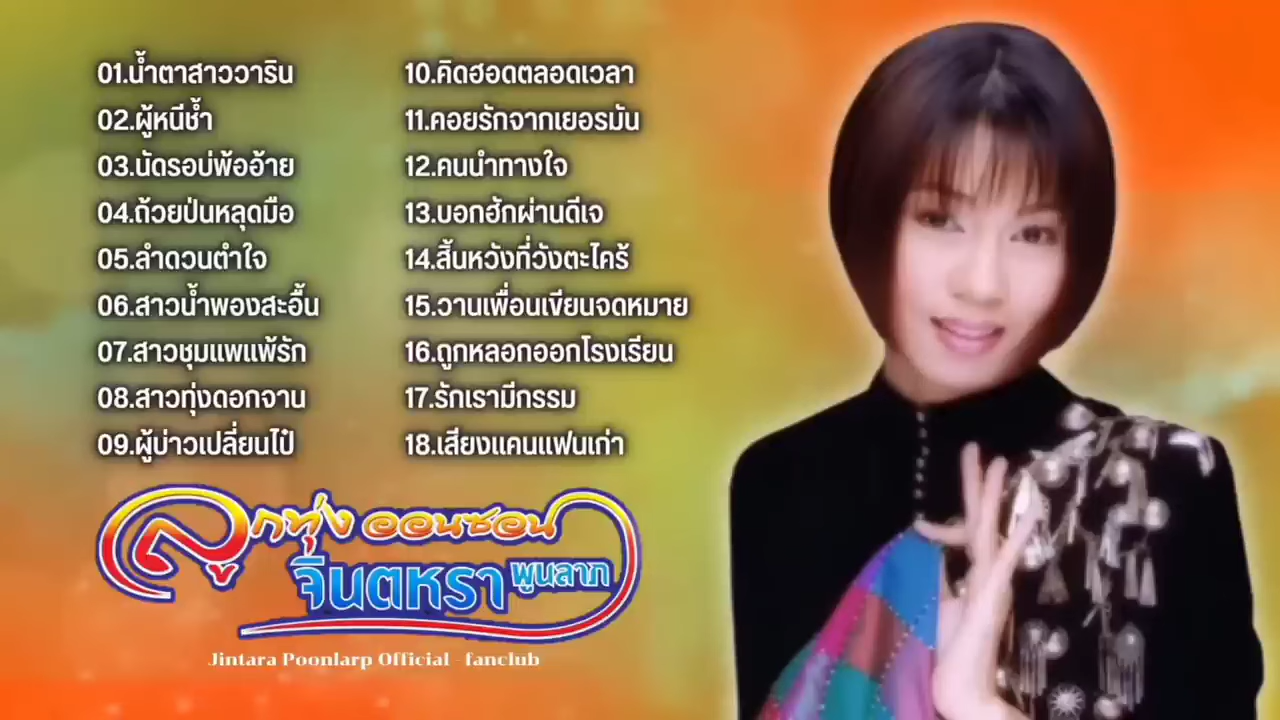 01.น้ำตาสาววาริน
02.ผู้หนีช้ำ
03.นัดรอบ่พ้ออ้าย
04.ถ้วยป่นหลุดมือ
05.ลำดวนตำใจ
06.สาวน้ำพองสะอื้น
07.สาวชุมแพแพ้รัก
08.สาวทุ่งดอกจาน
09.ผู้บ่าวเปลี่ยนไป๋
10.คิดฮอดตลอดเวลา
11.คอยรักจากเยอรมัน
12.คนนำทางใจ
13.บอกฮักผ่านดีเจ
14.สิ้นหวังที่วังตะไคร้
15.วานเพื่อนเขียนจดหมาย
16.ถูกหลอกออกโรงเรียน
17.รักเรามีกรรม
18.เสียงแคนแฟนเก่า
ลูกทุ่ง ออนซอน
จินตหรา พูนลาภ
Jintara Poonlarp Official - fanclub